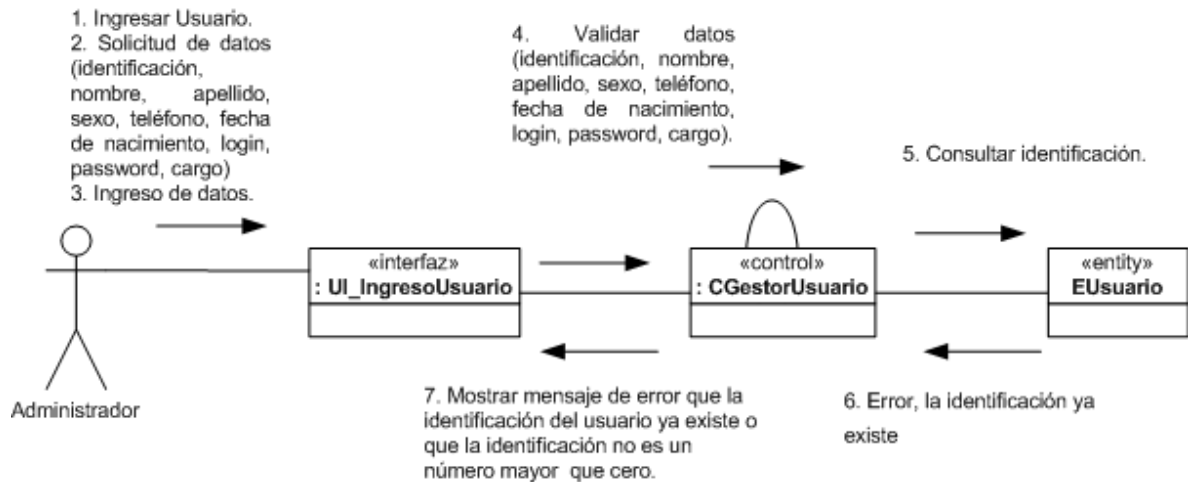 1. Ingresar Usuario.
2. Solicitud de datos
(identificación,
nombre, apellido,
sexo, teléfono, fecha
de nacimiento, login,
password, cargo)
3. Ingreso de datos.
4. Validar datos
(identificación, nombre,
apellido, sexo, teléfono,
fecha de nacimiento,
login, password, cargo).
5. Consultar identificación.
Administrador
«interfaz»
: UI_IngresoUsuario
«control»
: CGestorUsuario
«entity»
EUsuario
7. Mostrar mensaje de error que la
identificación del usuario ya existe o
que la identificación no es un
número mayor que cero.
6. Error, la identificación ya
existe